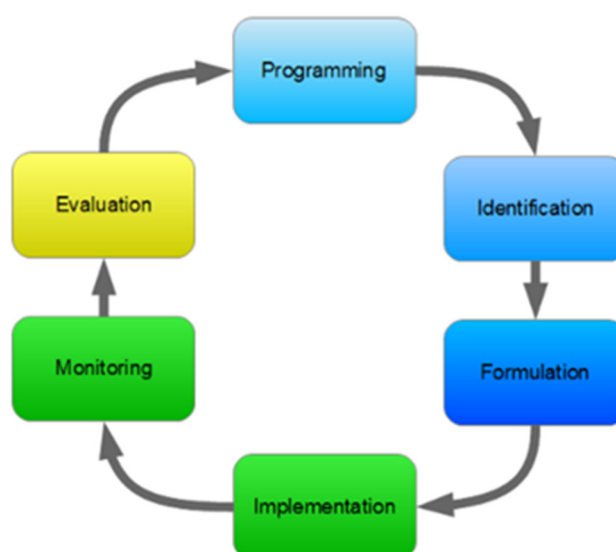 Programming
Identification
Formulation
Implementation
Monitoring
Evaluation